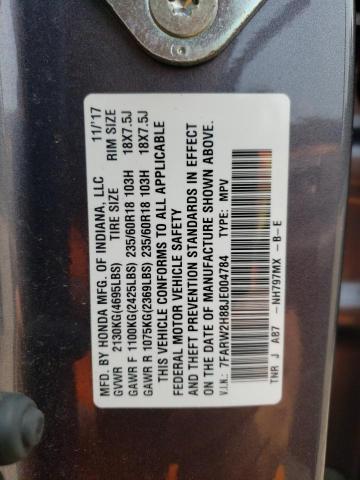 MFD. BY HONDA MFG. OF INDIANA, LLC 11/'17
GVWR 2130KG(4695LBS) TIRE SIZE RIM SIZE
GAWR F 1100KG(2425LBS) 235/60R18 103H 18X7.5J
GAWR R 1075KG(2369LBS) 235/60R18 103H 18X7.5J
THIS VEHICLE CONFORMS TO ALL APPLICABLE
FEDERAL MOTOR VEHICLE SAFETY
AND THEFT PREVENTION STANDARDS IN EFFECT
ON THE DATE OF MANUFACTURE SHOWN ABOVE.
V.I.N.: 7FARW2H88JE004784 TYPE: MPV
TNR J AB7 -NH797MX -B-E